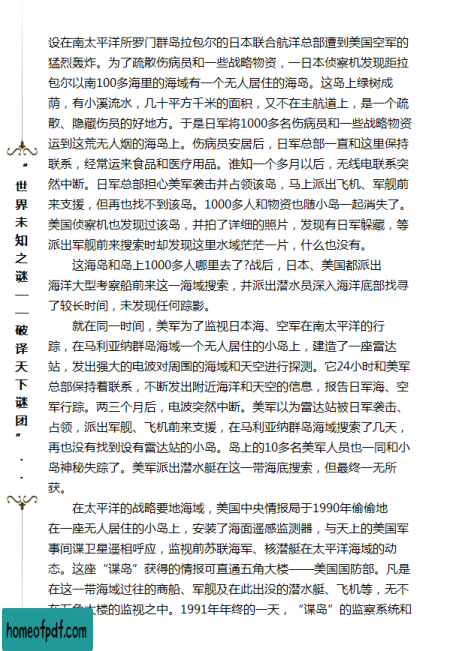 设在南太平洋所罗门群岛拉包尔的日本联合航洋总部遭到美国空军的
猛烈轰炸。为了疏散伤病员和一些战略物资，一日本侦察机发现距拉
包尔以南100多海里的海域有一个无人居住的海岛。这岛绿树成
荫，有小溪流水，几十平方千米的面积，又不在主航道上，是一个疏
散、隐藏伤员的好地方。于是日军将1000多名伤病员和一些战略物资
运到这荒无人烟的海岛上。伤病员安居后，日军总部一直和这里保持
联系，经常运来食品和医疗用品。谁知一个多月以后，无线电联系突
然中断。日军总部担心美军袭击并占领该岛，马上派出飞机、军舰前
来支援，但再也找不到该岛。1000多人和物资也随小岛一起消失了。
美国侦察机也发现过该岛，并拍了详细的照片，发现有日军躲藏，等
派出军舰前来搜索时却发现这里水域茫茫一片，什么也没有。
这海岛和岛上1000多人哪里去了?战后，日本、美国都派出
海洋大型考察船前来这一海域搜索，并派出潜水员深入海洋底部找寻
了较长时间，未发现任何踪影。
就在同一时间，美军为了监视日本海、空军在南太平洋的行
踪，在马利亚纳群岛海域一个无人居住的小岛上，建造了一座雷达
站，发出强大的电波对周围的海域和天空进行探测。它24小时和美军
总部保持着联系，不断发出附近海洋和天空的信息，报告日军海、空
军行踪。两三个月后，电波突然中断。美军以为雷达站被日军袭击、
占领，派出军舰、飞机前来支援，在马利亚纳群岛海域搜索了几天，
再也没有找到设有雷达站的小岛。岛上的10多名美军人员也一同和小
岛神秘失踪了。美军派出潜水艇在这一带海底搜索，但最终一无所
获。
在太平洋的战略要地海域，美国中央情报局于1990年偷偷地
在一座无人居住的小岛上，安装了海面遥感监测器，与天上的美国军
事间谍卫星遥相呼应，监视前苏联海军、核潜艇在太平洋海域的动
态。这座“谍岛”获得的情报可直通五角大楼——美国国防部。凡是
在这一带海域过往的商船、军舰及在此出没的潜水艇、飞机等，无不
在五角大楼的监视之中。1991年年终的一天，“谍岛”的监察系统和
“世界未知之谜——破译天下谜团”..
homeofpdf.com